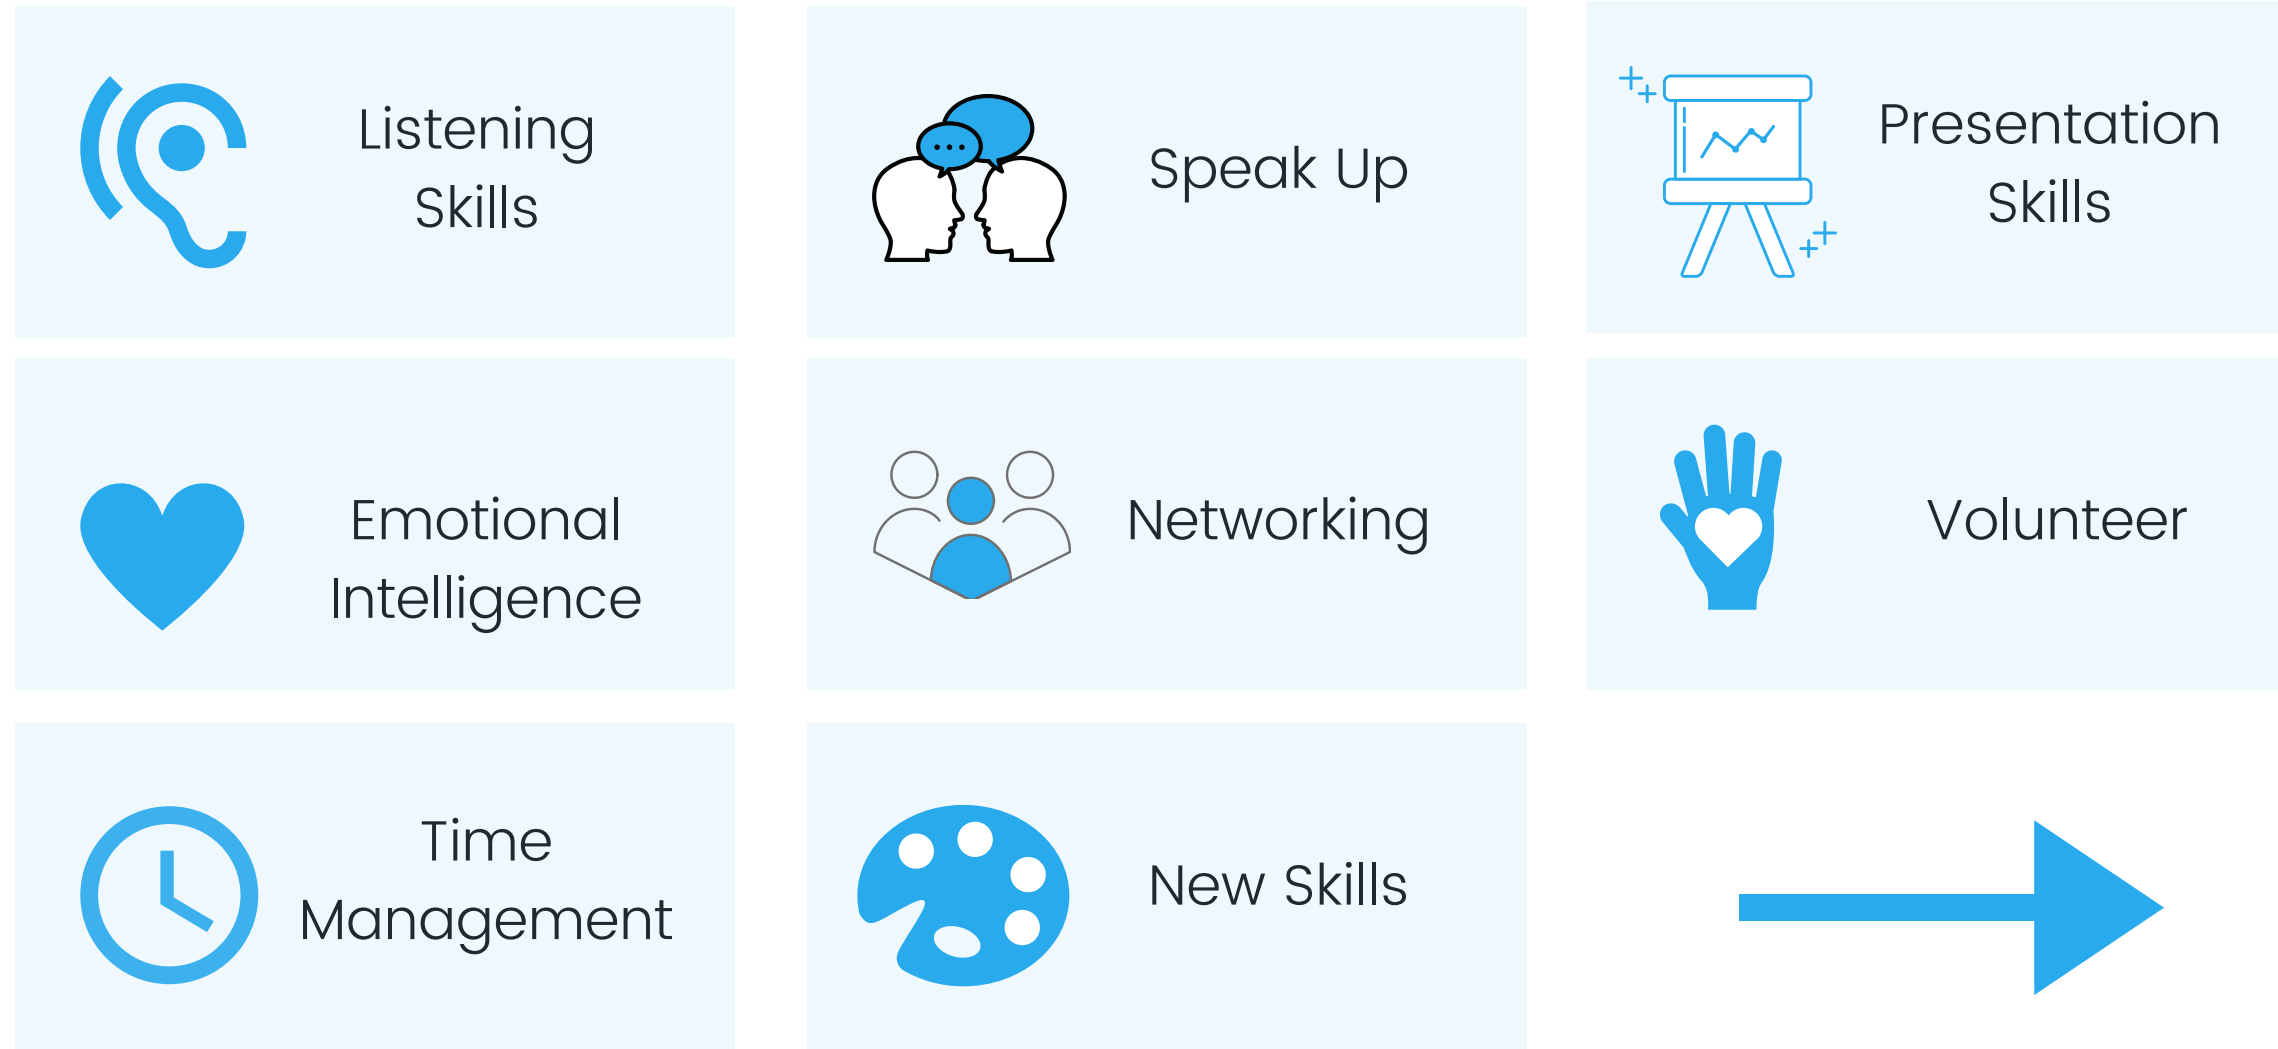 Listening
Skills
Speak Up
Presentation
Skills
Emotional
Intelligence
Networking
Volunteer
Time
Management
New Skills